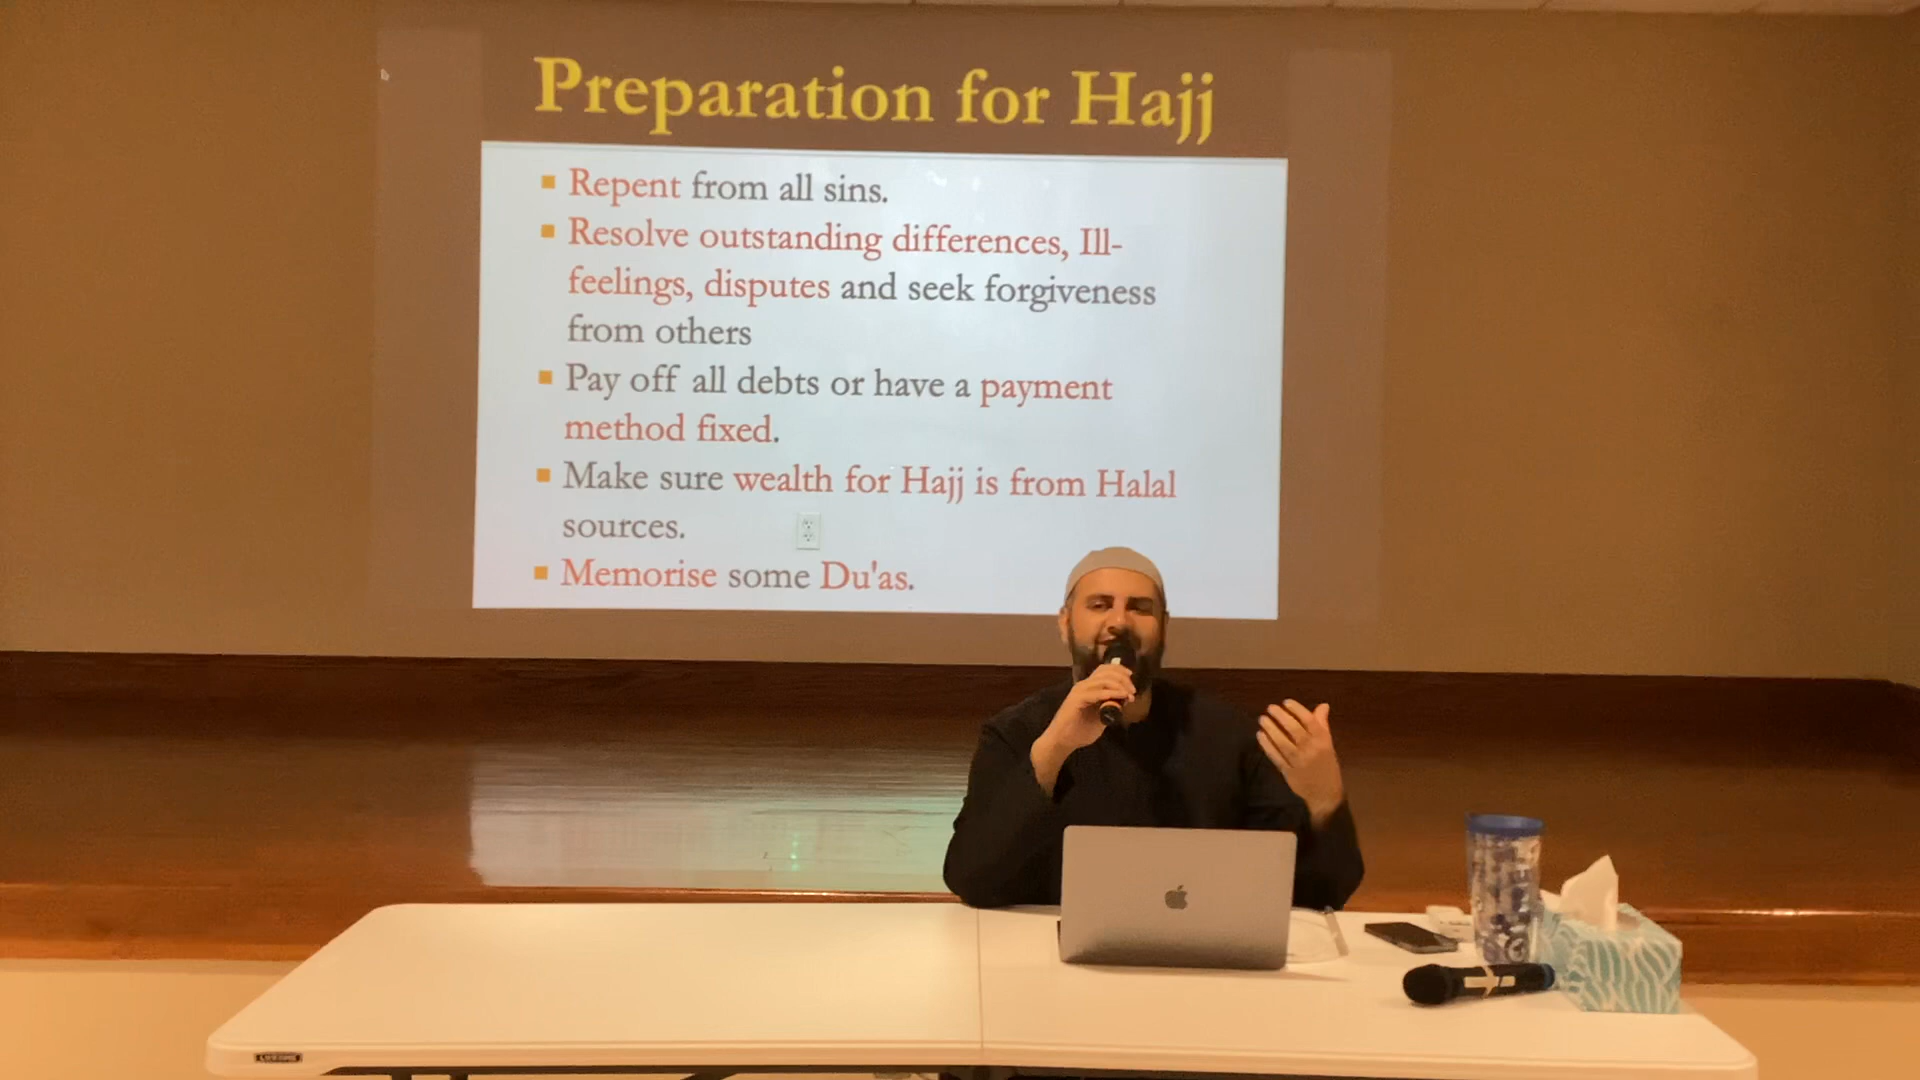 Preparation for Hajj
▪ Repent from all sins.
▪ Resolve outstanding differences, Ill-
feelings, disputes and seek forgiveness
from others
▪ Pay off all debts or have a payment
method fixed.
▪ Make sure wealth for Hajj is from Halal
sources.
▪ Memorise some Du'as.
LIFETIME